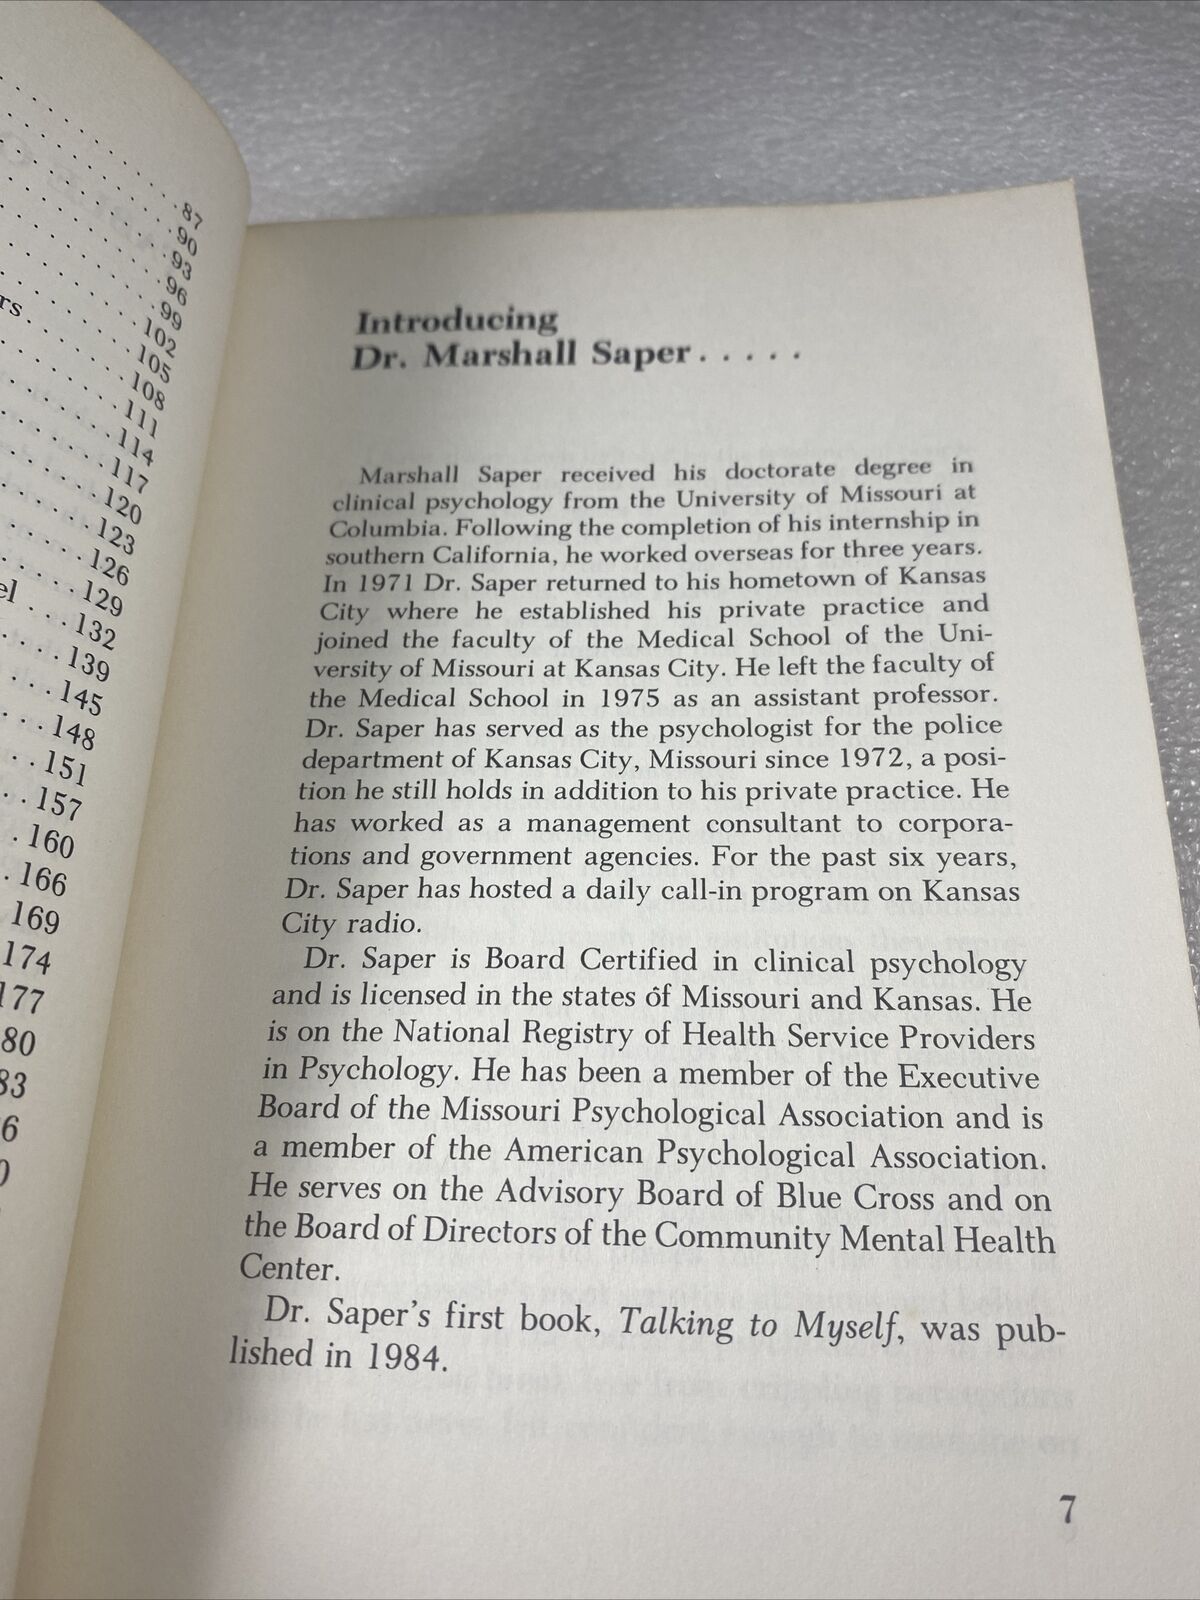 87
90
93
96
99
rs 102
105
108
111
114
117
120
123
126
129
el 132
139
145
148
151
157
160
166
169
174
177
80
83
6
0
Introducing
Dr. Marshall Saper . . . . .
Marshall Saper received his doctorate degree in
clinical psychology from the University of Missouri at
Columbia. Following the completion of his internship in
southern California, he worked overseas for three years.
In 1971 Dr. Saper returned to his hometown of Kansas
City where he established his private practice and
joined the faculty of the Medical School of the Uni-
versity of Missouri at Kansas City. He left the faculty of
the Medical School in 1975 as an assistant professor.
Dr. Saper has served as the psychologist for the police
department of Kansas City, Missouri since 1972, a posi-
tion he still holds in addition to his private practice. He
has worked as a management consultant to corpora-
tions and government agencies. For the past six years,
Dr. Saper has hosted a daily call-in program on Kansas
City radio.
Dr. Saper is Board Certified in clinical psychology
and is licensed in the states of Missouri and Kansas. He
is on the National Registry of Health Service Providers
in Psychology. He has been a member of the Executive
Board of the Missouri Psychological Association and is
a member of the American Psychological Association.
He serves on the Advisory Board of Blue Cross and on
the Board of Directors of the Community Mental Health
Center.
Dr. Saper's first book, Talking to Myself, was pub-
lished in 1984.
7